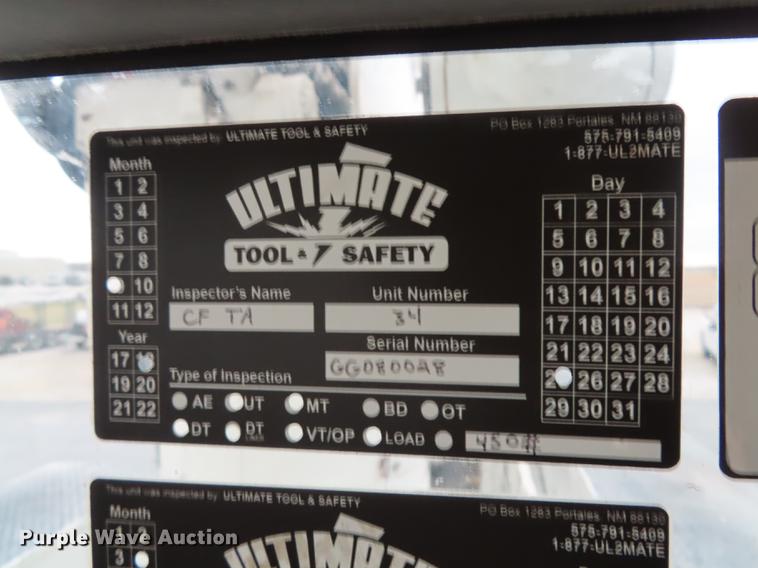 This unit was inspected by ULTIMATE TOOL & SAFETY
PO Box 1283 Portales, NM 88130
575-791-5409
1-877-UL2MATE
Month
1 2
3 4
5 6
7 8
10
11 12
Year
17
19 20
21 22
ULTIMATE
TOOL & SAFETY
Inspector's Name
CF TA
Unit Number
34
Serial Number
GG080028
Day
1 2 3 4
5 6 7 8
9 10 11 12
13 14 15 16
17 18 19 20
21 22 23 24
26 27 28
29 30 31
Type of Inspection
AE UT MT BD OT
DT DT LINER VT/OP LOAD 450#
This unit was inspected by ULTIMATE TOOL & SAFETY
PO Box 1283 Portales, NM 88130
575-791-5409
1-877-UL2MATE
Month
1 2
3
ULTIMATE
Purple Wave Auction